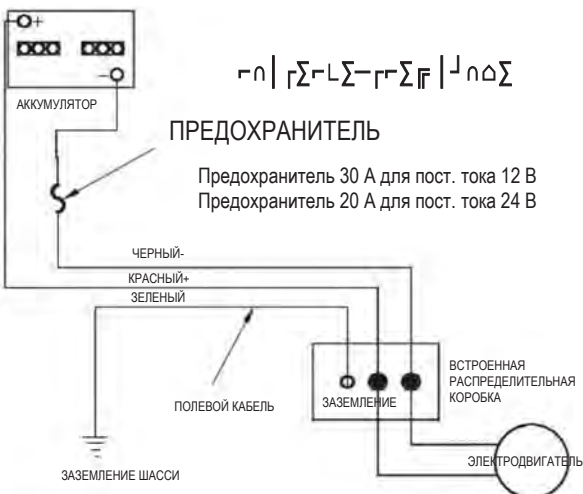 +
-
АККУМУЛЯТОР
ПРЕДОХРАНИТЕЛЬ
Предохранитель 30 А для пост. тока 12 В
Предохранитель 20 А для пост. тока 24 В
ЧЕРНЫЙ-
КРАСНЫЙ+
ЗЕЛЕНЫЙ
ПОЛЕВОЙ КАБЕЛЬ
ЗАЗЕМЛЕНИЕ
ВСТРОЕННАЯ
РАСПРЕДЕЛИТЕЛЬНАЯ
КОРОБКА
ЭЛЕКТРОДВИГАТЕЛЬ
ЗАЗЕМЛЕНИЕ ШАССИ